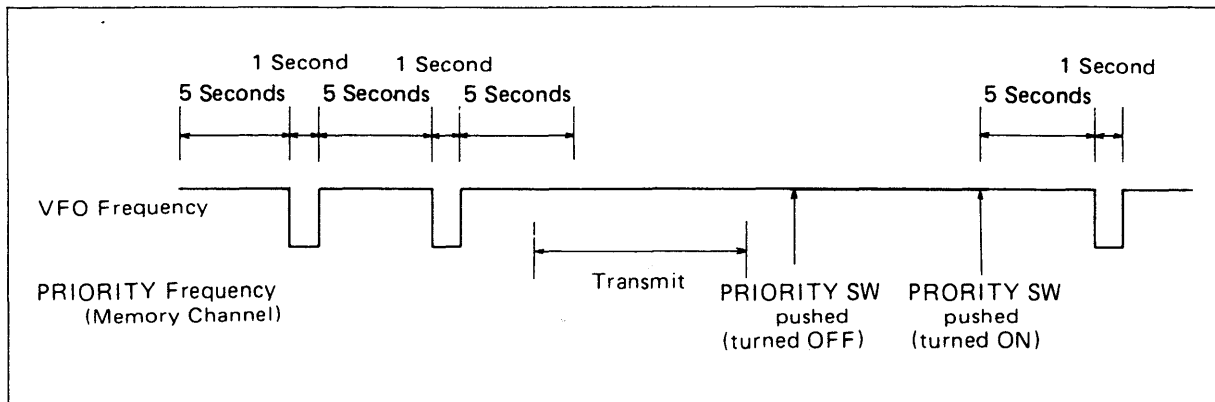 1 Second 1 Second 1 Second
5 Seconds 5 Seconds 5 Seconds 5 Seconds
VFO Frequency
PRIORITY Frequency
(Memory Channel)
Transmit
PRIORITY SW
pushed
(turned OFF)
PRORITY SW
pushed
(turned ON)